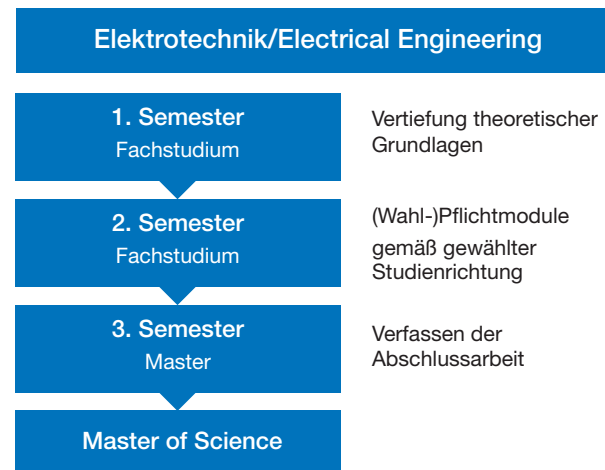 Elektrotechnik/Electrical Engineering
1. Semester
Fachstudium
Vertiefung theoretischer
Grundlagen
2. Semester
Fachstudium
(Wahl-)Pflichtmodule
gemäß gewählter
Studienrichtung
3. Semester
Master
Verfassen der
Abschlussarbeit
Master of Science